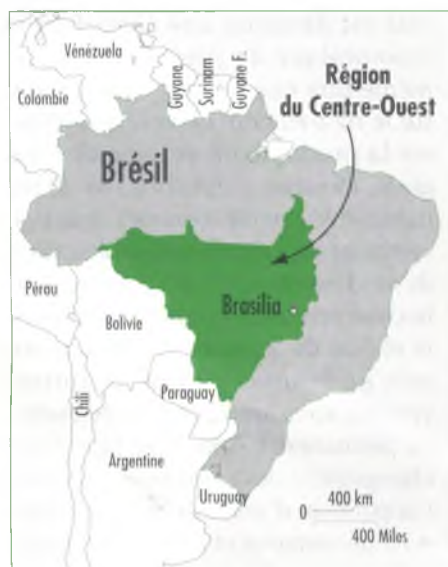 Vénézuela
Guyane
Surinam
Guyane F.
Colombie
Région
du Centre-Ouest
Brésil
Pérou
Brasilia
Bolivie
Paraguay
Chili
Argentine
Uruguay
0 400 km
400 Miles